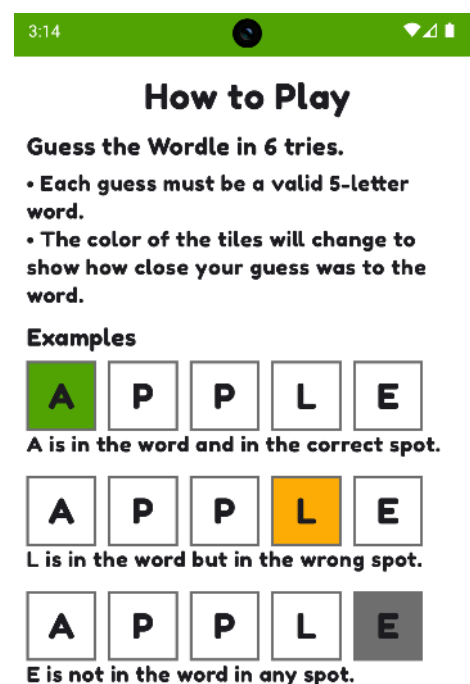 3:14
How to Play
Guess the Wordle in 6 tries.
• Each guess must be a valid 5-letter
word.
• The color of the tiles will change to
show how close your guess was to the
word.
Examples
A P P L E
A is in the word and in the correct spot.
A P P L E
L is in the word but in the wrong spot.
A P P L E
E is not in the word in any spot.